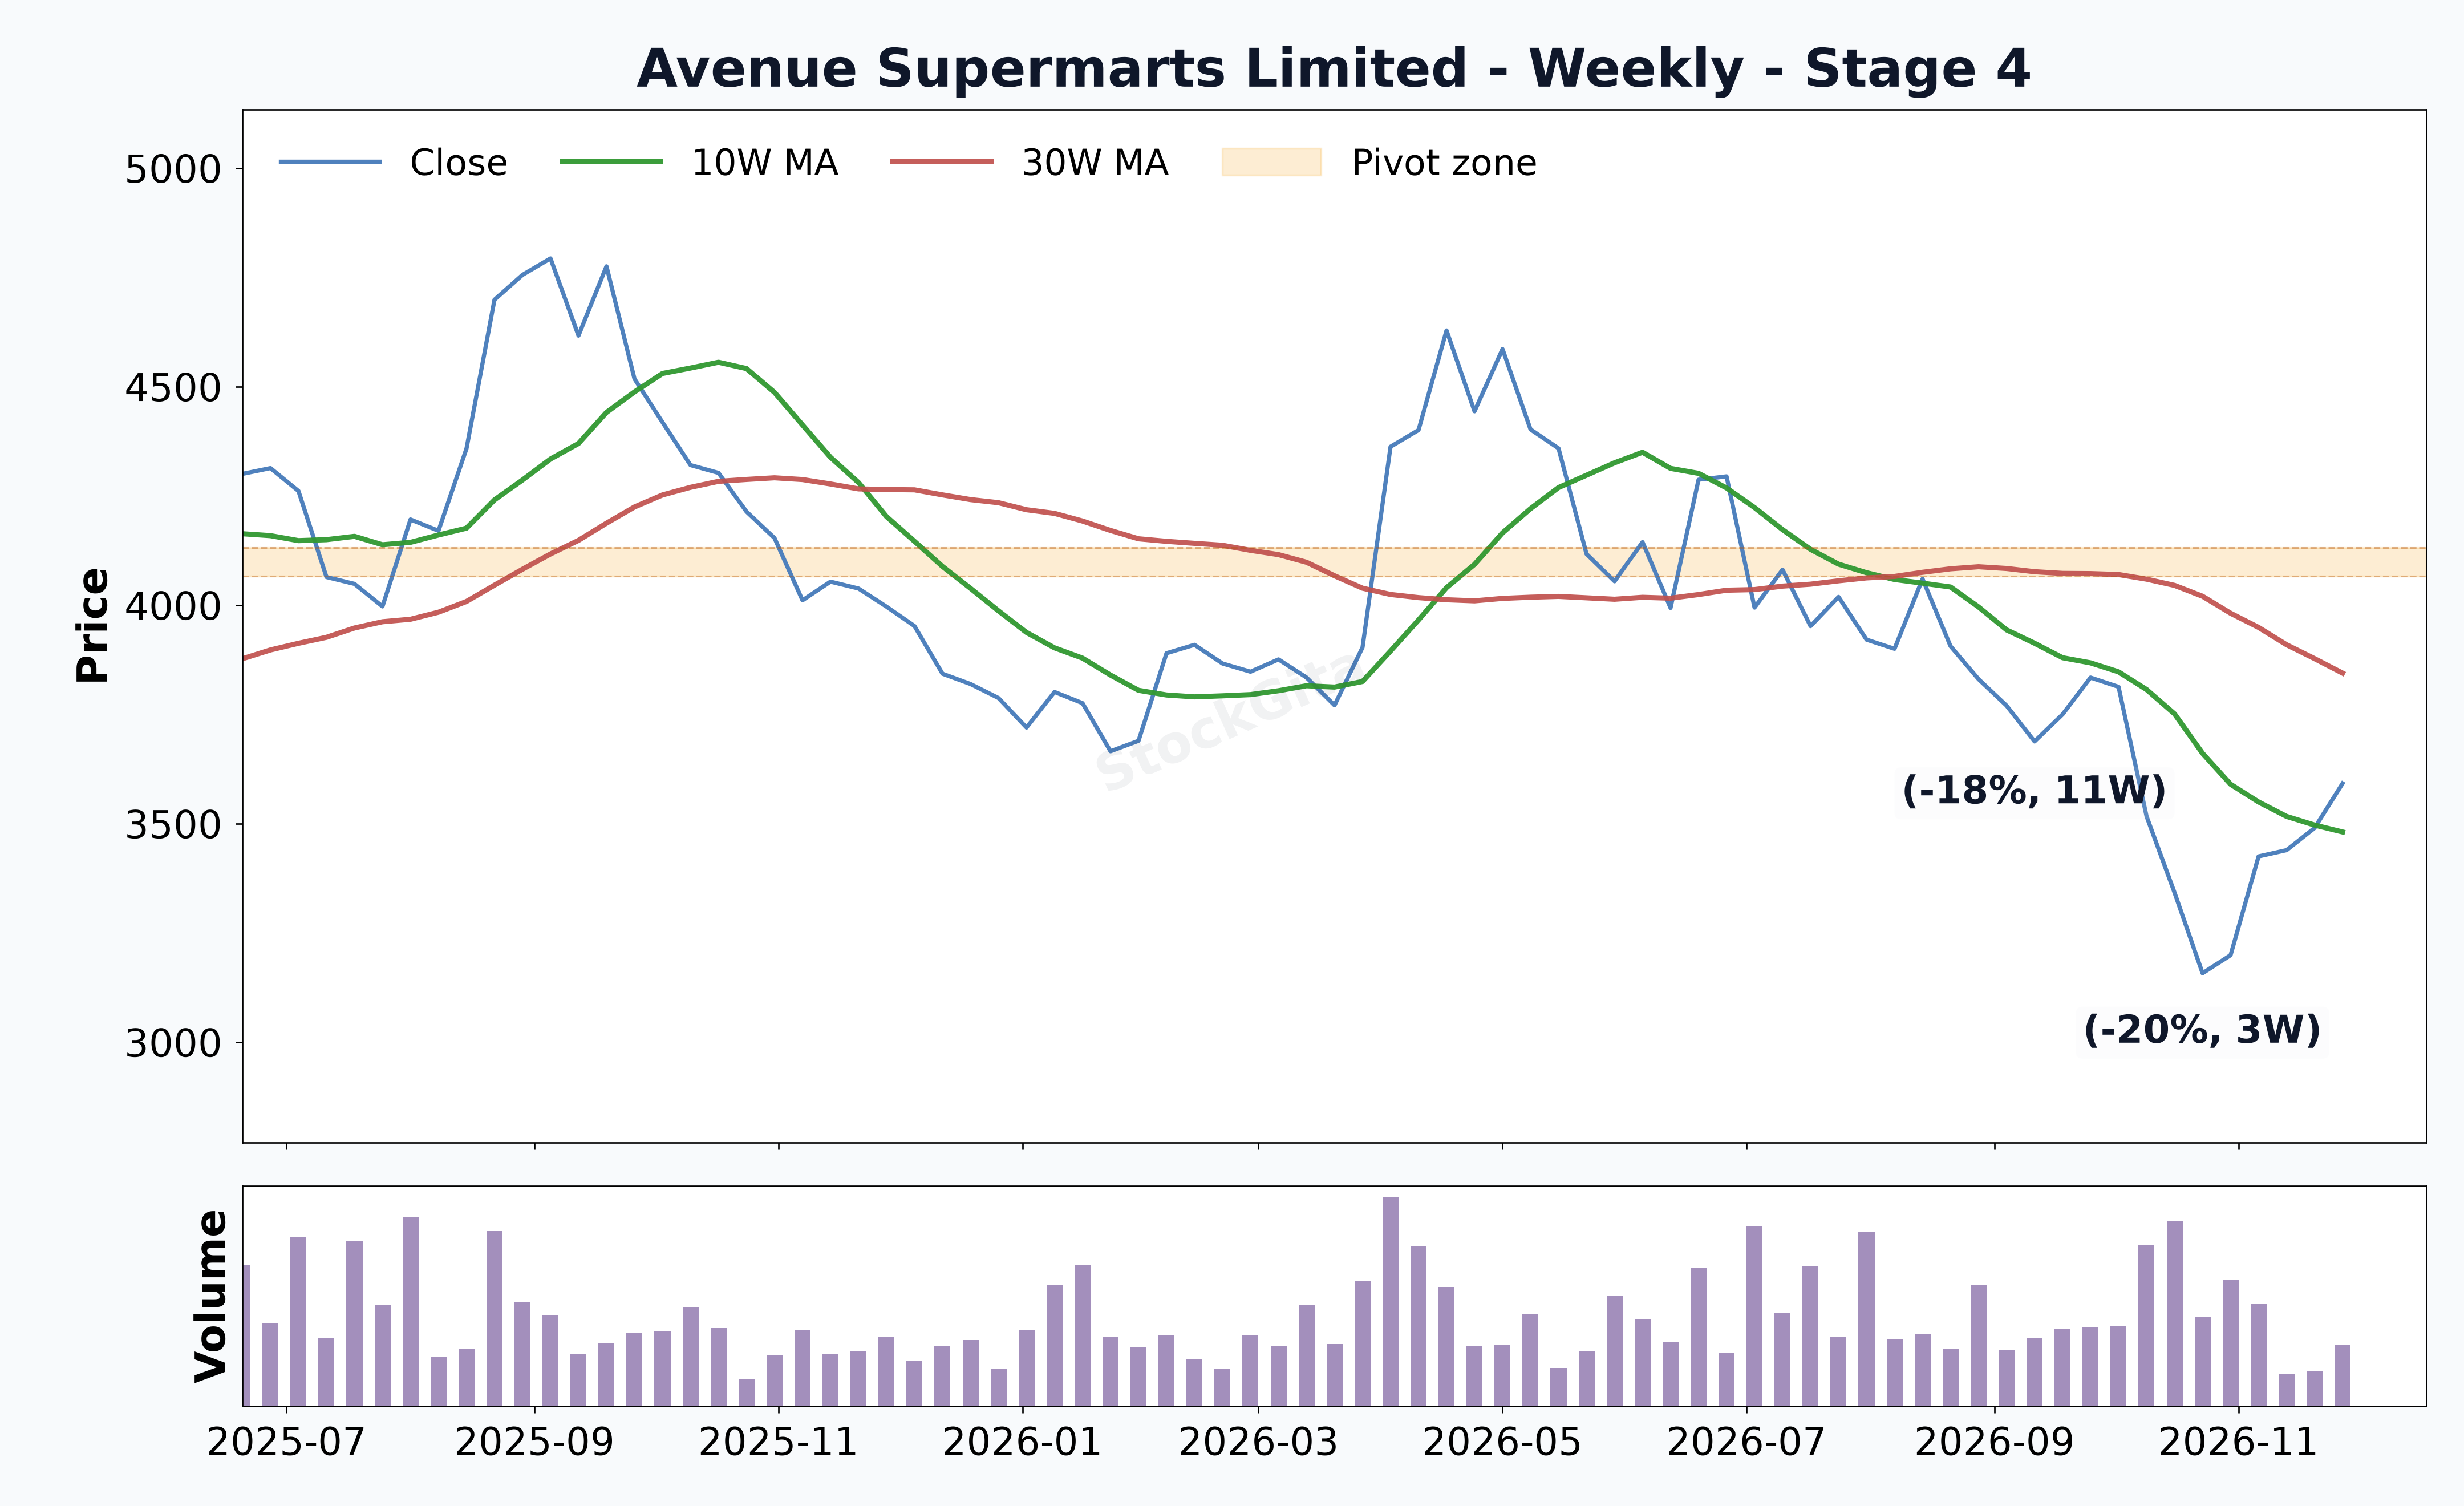 Avenue Supermarts Limited - Weekly - Stage 4
Close
10W MA
30W MA
Pivot zone
Price
5000
4500
4000
3500
3000
StockGita
(-18%, 11W)
(-20%, 3W)
Volume
2025-07
2025-09
2025-11
2026-01
2026-03
2026-05
2026-07
2026-09
2026-11